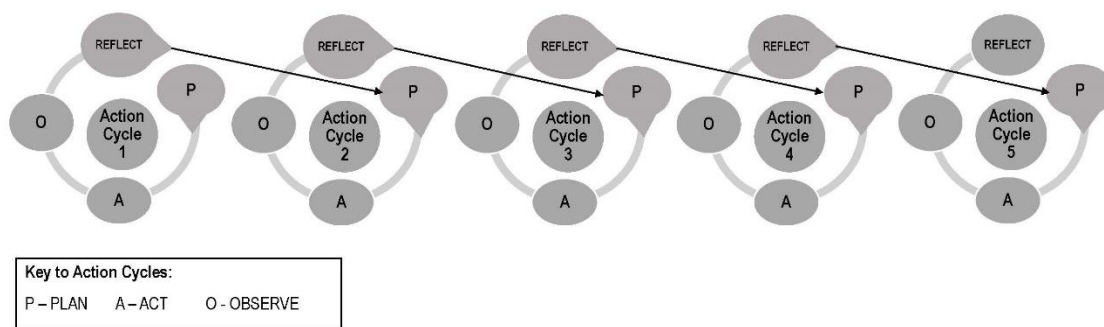 REFLECT
P
O
Action
Cycle
1
A
REFLECT
P
O
Action
Cycle
2
A
REFLECT
P
O
Action
Cycle
3
A
REFLECT
P
O
Action
Cycle
4
A
REFLECT
P
O
Action
Cycle
5
A
Key to Action Cycles:
P – PLAN A – ACT O - OBSERVE